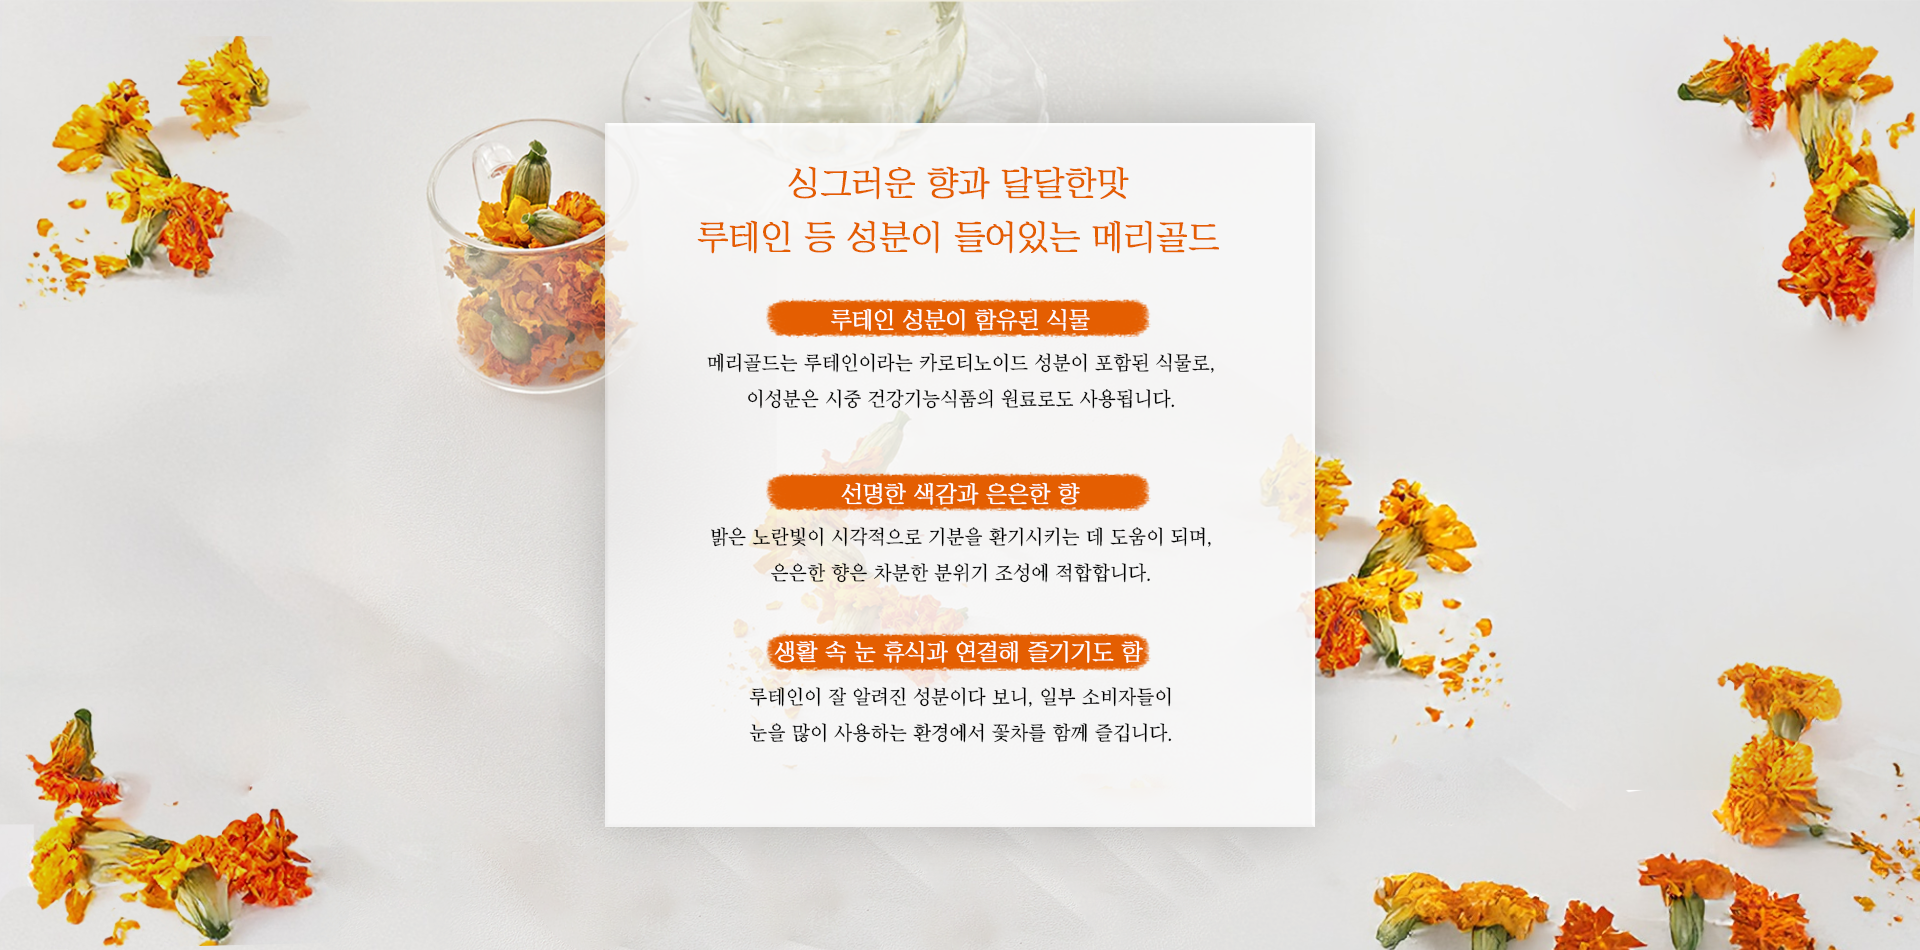 싱그러운 향과 달달한맛
루테인 등 성분이 들어있는 메리골드
루테인 성분이 함유된 식물
메리골드는 루테인이라는 카로티노이드 성분이 포함된 식물로,
이성분은 시중 건강기능식품의 원료로도 사용됩니다.
선명한 색감과 은은한 향
밝은 노란빛이 시각적으로 기분을 환기시키는 데 도움이 되며,
은은한 향은 차분한 분위기 조성에 적합합니다.
생활 속 눈 휴식과 연결해 즐기기도 함
루테인이 잘 알려진 성분이다 보니, 일부 소비자들이
눈을 많이 사용하는 환경에서 꽃차를 함께 즐깁니다.